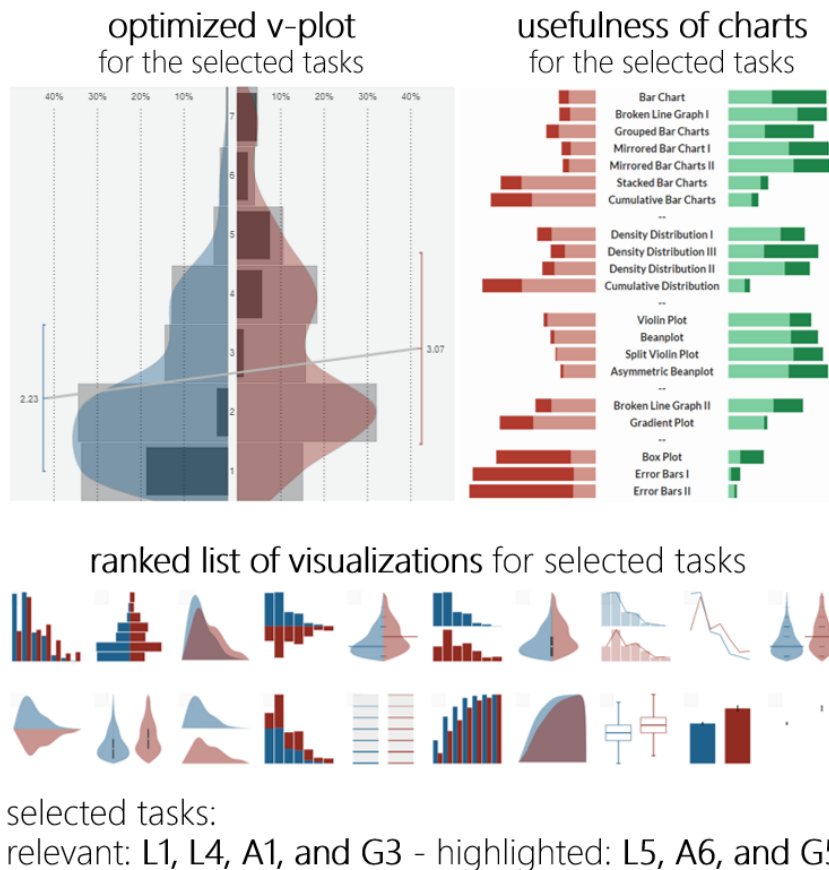 optimized v-plot
for the selected tasks
usefulness of charts
for the selected tasks
40% 30% 20% 10% 10% 20% 30% 40%
7
6
5
4
3
2
1
2.23
3.07
Bar Chart
Broken Line Graph I
Grouped Bar Charts
Mirrored Bar Chart I
Mirrored Bar Charts II
Stacked Bar Charts
Cumulative Bar Charts
--
Density Distribution I
Density Distribution III
Density Distribution II
Cumulative Distribution
--
Violin Plot
Beanplot
Split Violin Plot
Asymmetric Beanplot
--
Broken Line Graph II
Gradient Plot
--
Box Plot
Error Bars I
Error Bars II
ranked list of visualizations for selected tasks
selected tasks:
relevant: L1, L4, A1, and G3 - highlighted: L5, A6, and G5